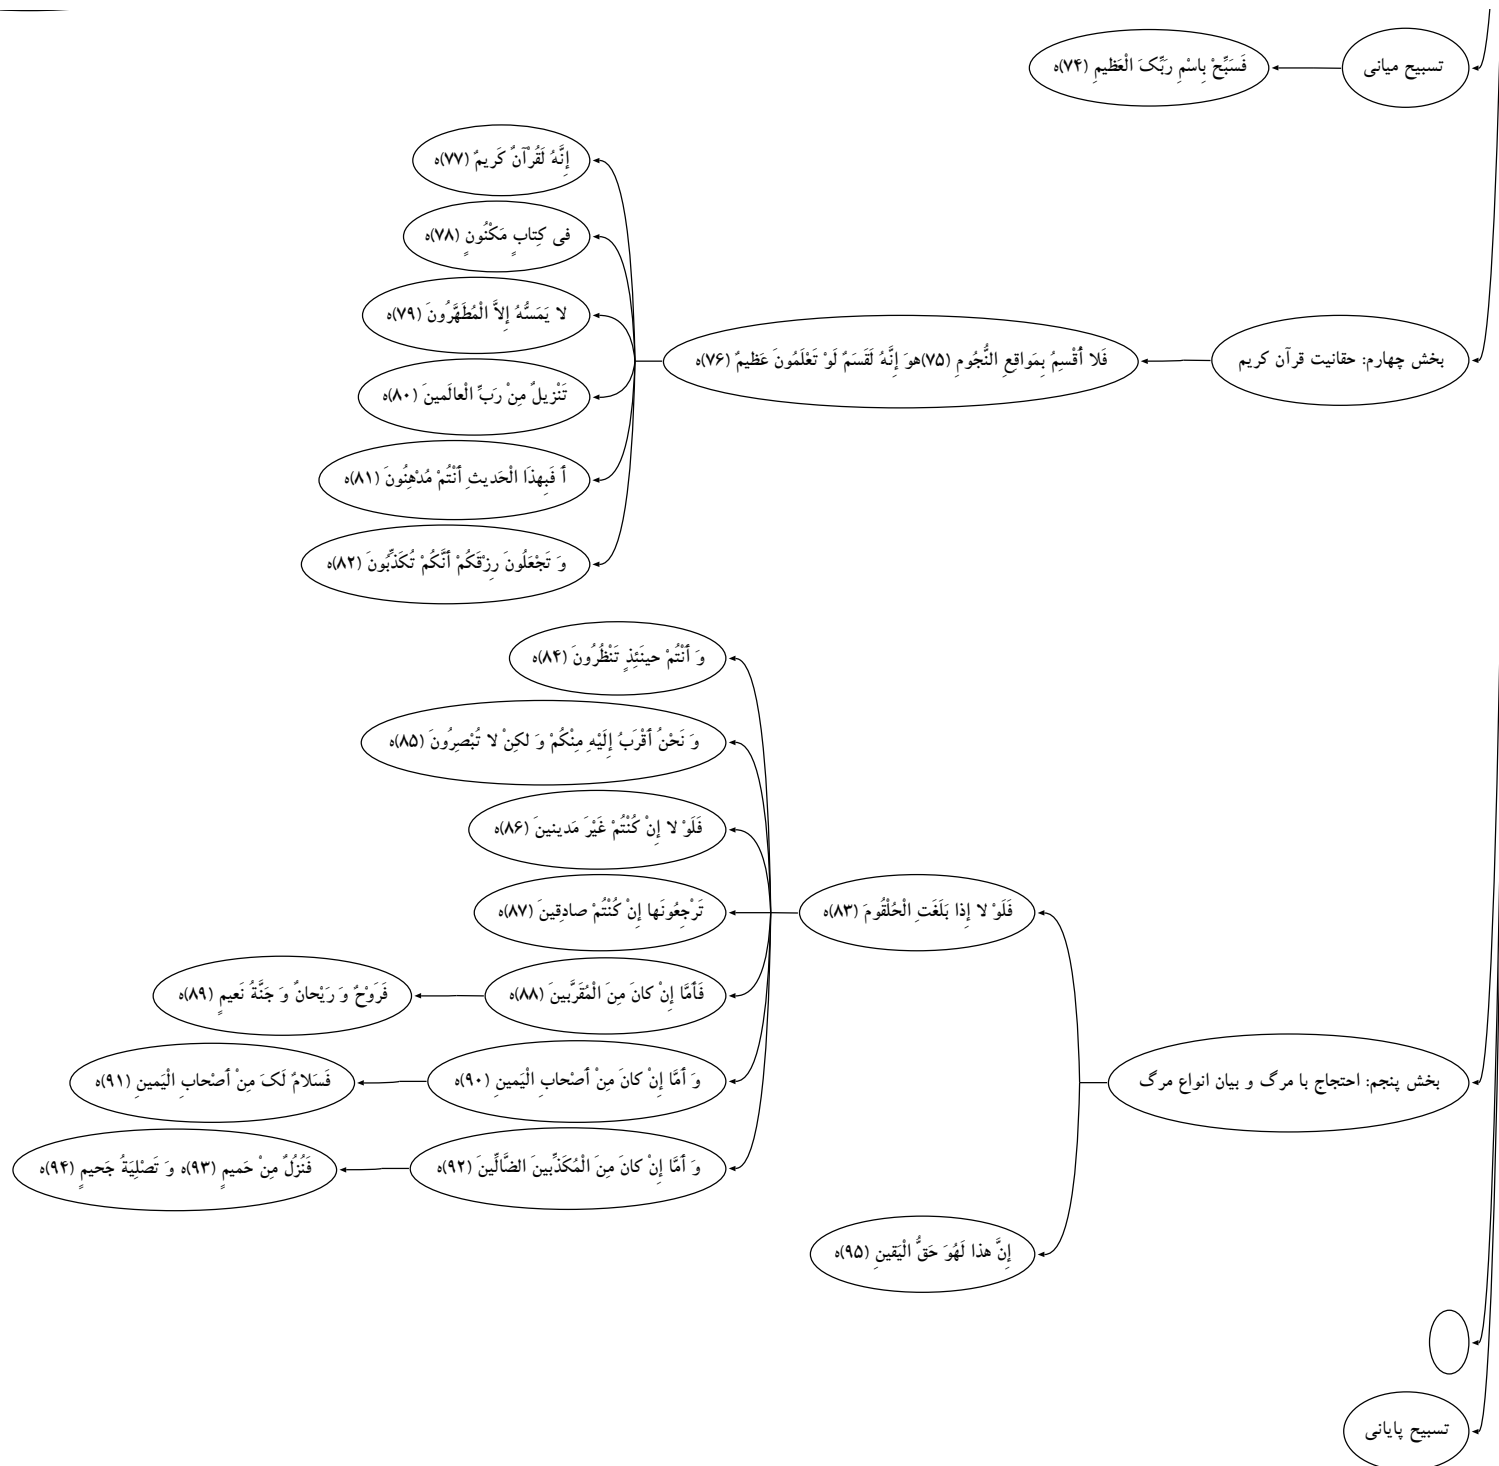 تسبیح میانی
فَسَبِّحْ بِاسْمِ رَبِّکَ الْعَظیمِ (۷۴)ه
بخش چهارم: حقانیت قرآن کریم
فَلا أُقْسِمُ بِمَواقِعِ النُّجُومِ (۷۵)هوَ إِنَّهُ لَقَسَمٌ لَوْ تَعْلَمُونَ عَظیمٌ (۷۶)ه
إِنَّهُ لَقُرْآنٌ کَریمٌ (۷۷)ه
فی کِتابٍ مَکْنُونٍ (۷۸)ه
لا یَمَسُّهُ إِلاَّ الْمُطَهَّرُونَ (۷۹)ه
تَنْزیلٌ مِنْ رَبِّ الْعالَمینَ (۸۰)ه
أَ فَبِهذَا الْحَدیثِ أَنْتُمْ مُدْهِنُونَ (۸۱)ه
وَ تَجْعَلُونَ رِزْقَکُمْ أَنَّکُمْ تُکَذِّبُونَ (۸۲)ه
بخش پنجم: احتجاج با مرگ و بیان انواع مرگ
فَلَوْ لا إِذا بَلَغَتِ الْحُلْقُومَ (۸۳)ه
وَ أَنْتُمْ حینَئِذٍ تَنْظُرُونَ (۸۴)ه
وَ نَحْنُ أَقْرَبُ إِلَیْهِ مِنْکُمْ وَ لکِنْ لا تُبْصِرُونَ (۸۵)ه
فَلَوْ لا إِنْ کُنْتُمْ غَیْرَ مَدینینَ (۸۶)ه
تَرْجِعُونَها إِنْ کُنْتُمْ صادِقینَ (۸۷)ه
فَأَمَّا إِنْ کانَ مِنَ الْمُقَرَّبینَ (۸۸)ه
فَرَوْحٌ وَ رَیْحانٌ وَ جَنَّةُ نَعیمٍ (۸۹)ه
وَ أَمَّا إِنْ کانَ مِنْ أَصْحابِ الْیَمینِ (۹۰)ه
فَسَلامٌ لَکَ مِنْ أَصْحابِ الْیَمینِ (۹۱)ه
وَ أَمَّا إِنْ کانَ مِنَ الْمُکَذِّبینَ الضَّالِّینَ (۹۲)ه
فَنُزُلٌ مِنْ حَمیمٍ (۹۳)ه وَ تَصْلِیَةُ جَحیمٍ (۹۴)ه
إِنَّ هذا لَهُوَ حَقُّ الْیَقینِ (۹۵)ه
تسبیح پایانی